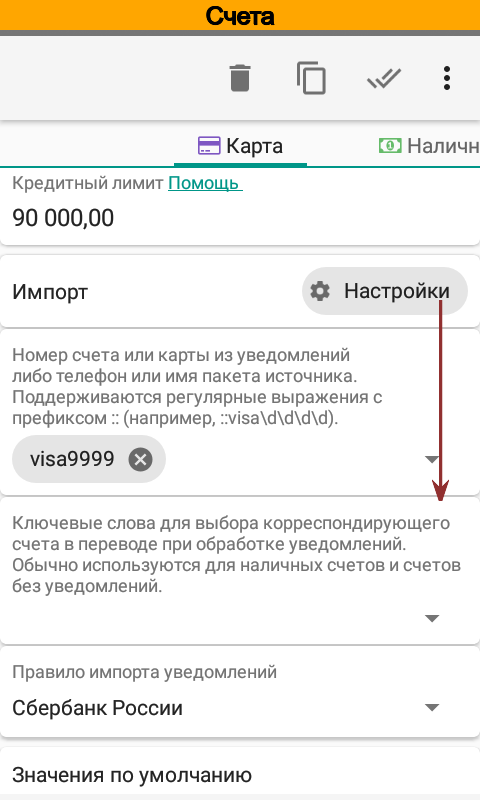 Счета
Карта
Наличн
Кредитный лимит Помощь
90 000,00
Импорт
Настройки
Номер счета или карты из уведомлений
либо телефон или имя пакета источника.
Поддерживаются регулярные выражения с
префиксом :: (например, ::visa\d\d\d\d).
visa9999
Ключевые слова для выбора корреспондирующего
счета в переводе при обработке уведомлений.
Обычно используются для наличных счетов и счетов
без уведомлений.
Правило импорта уведомлений
Сбербанк России
Значения по умолчанию